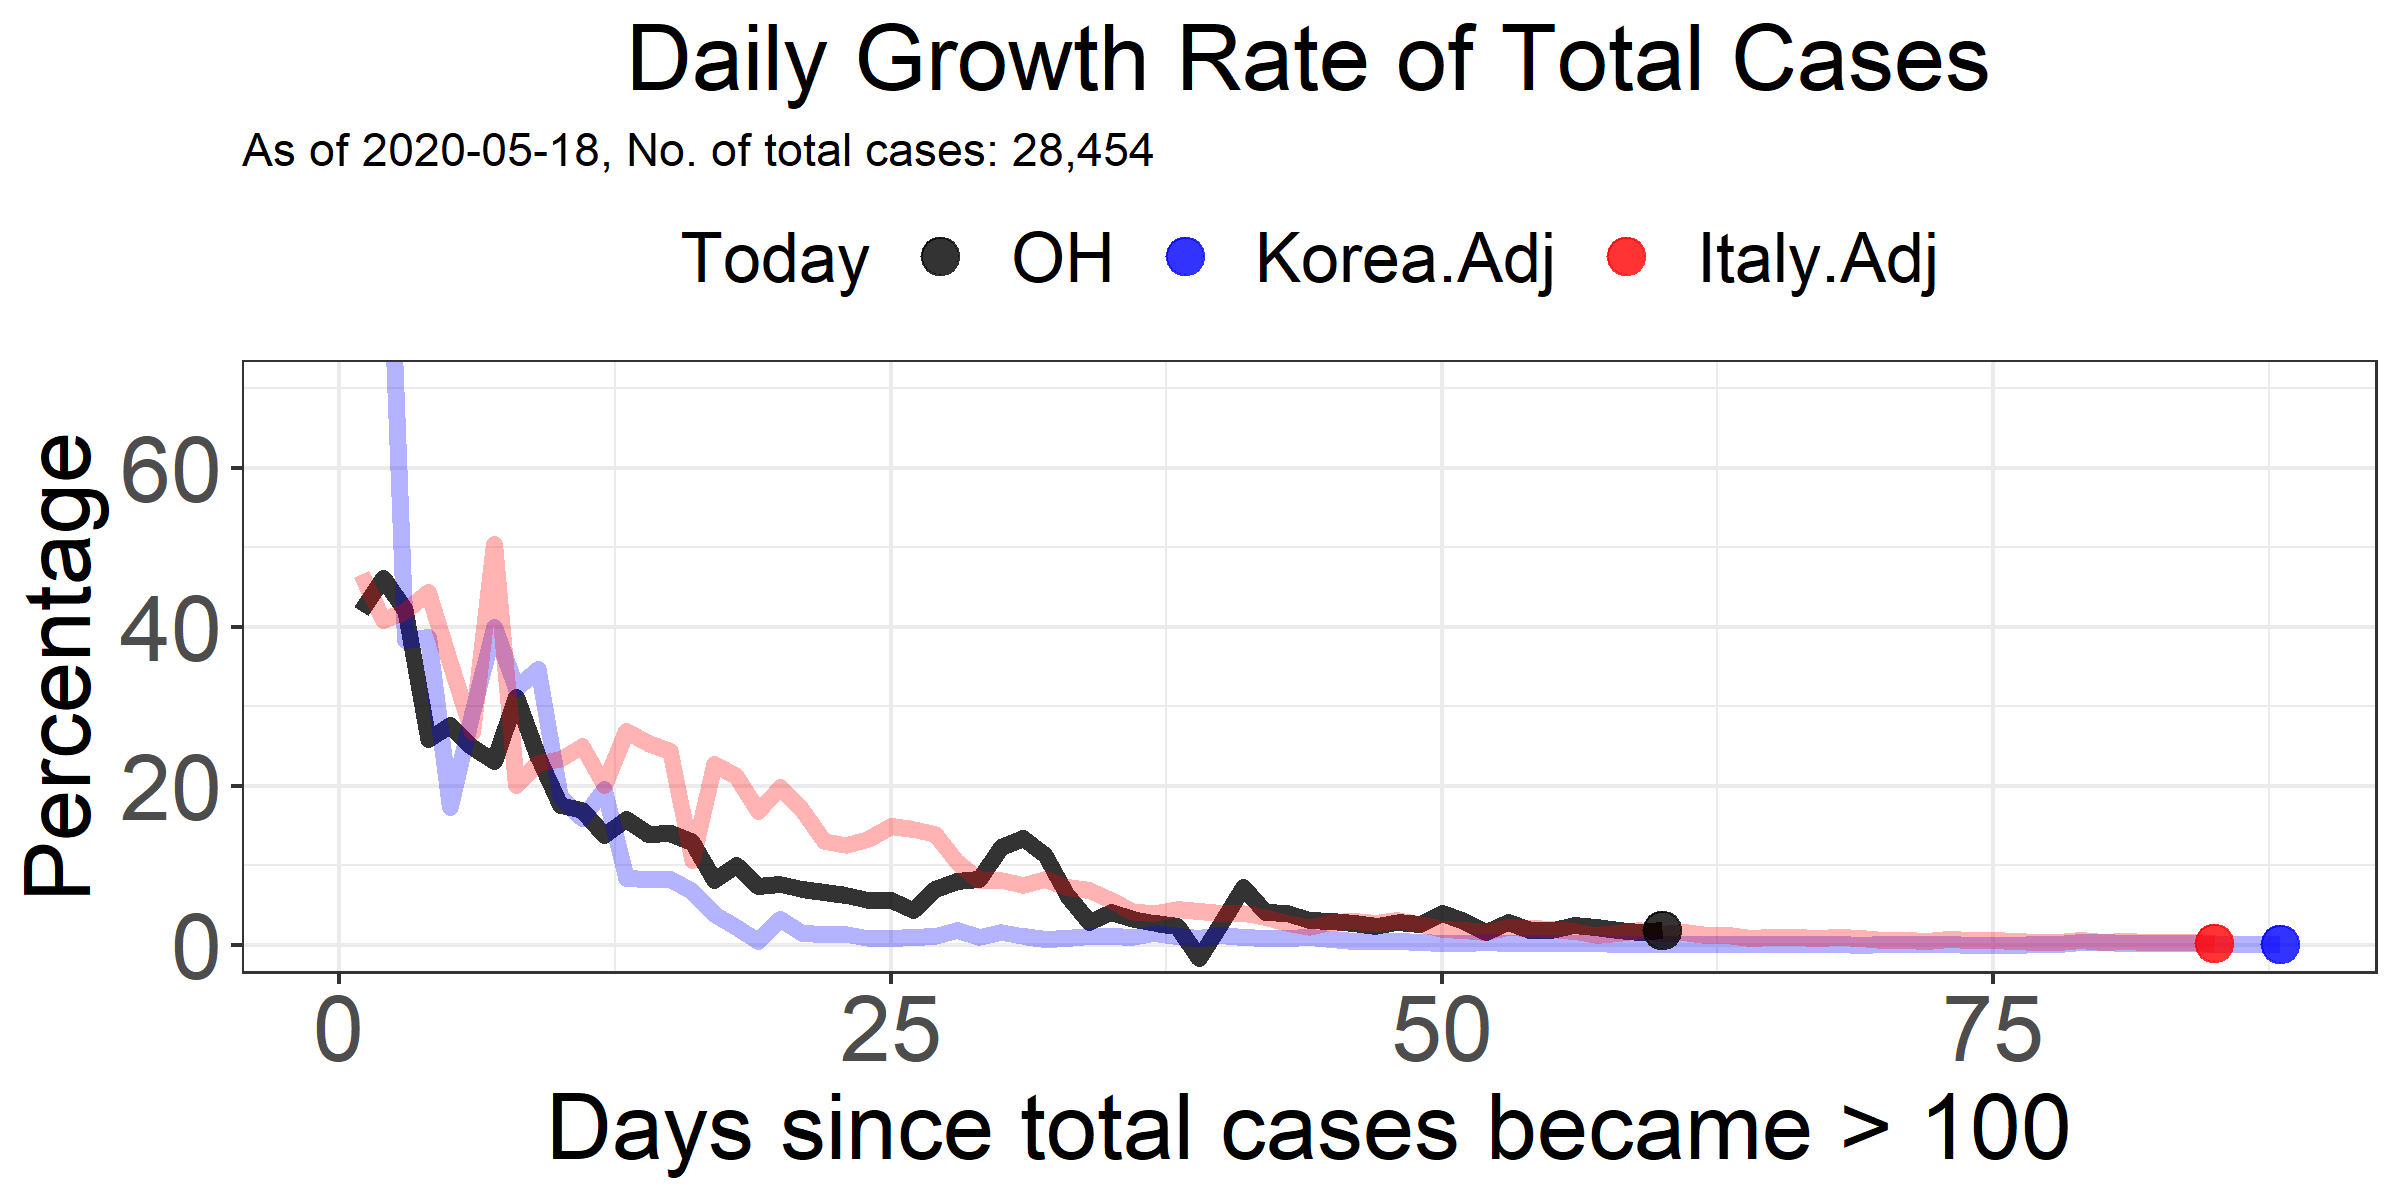 Daily Growth Rate of Total Cases
As of 2020-05-18, No. of total cases: 28,454
Today OH Korea.Adj Italy.Adj
Percentage
60
40
20
0
0 25 50 75
Days since total cases became > 100